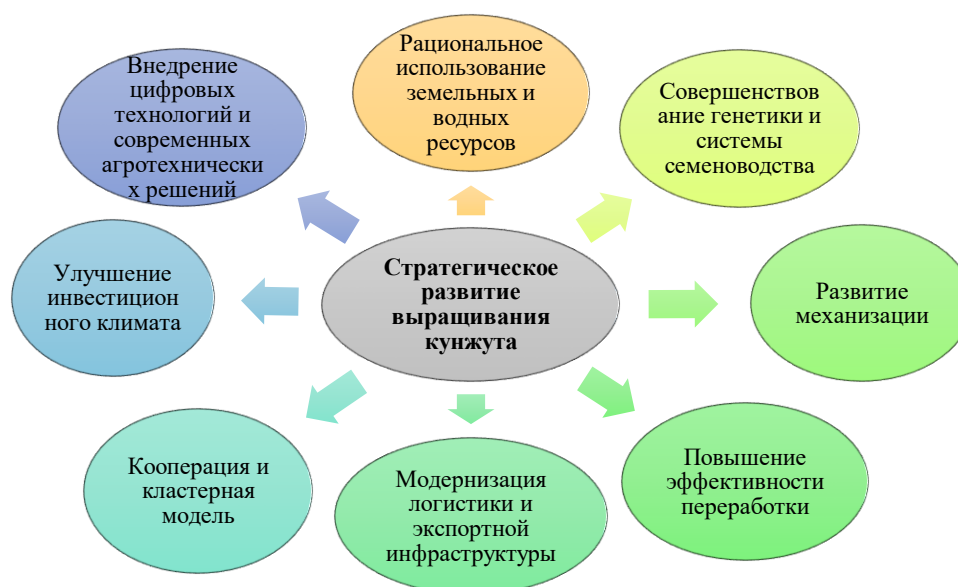 Рациональное
использование
земельных и
водных
ресурсов
Совершенствов
ание генетики и
системы
семеноводства
Развитие
механизации
Повышение
эффективности
переработки
Модернизация
логистики и
экспортной
инфраструктуры
Кооперация и
кластерная
модель
Улучшение
инвестицион
ного климата
Внедрение
цифровых
технологий и
современных
агротехнически
х решений
Стратегическое
развитие
выращивания
кунжута